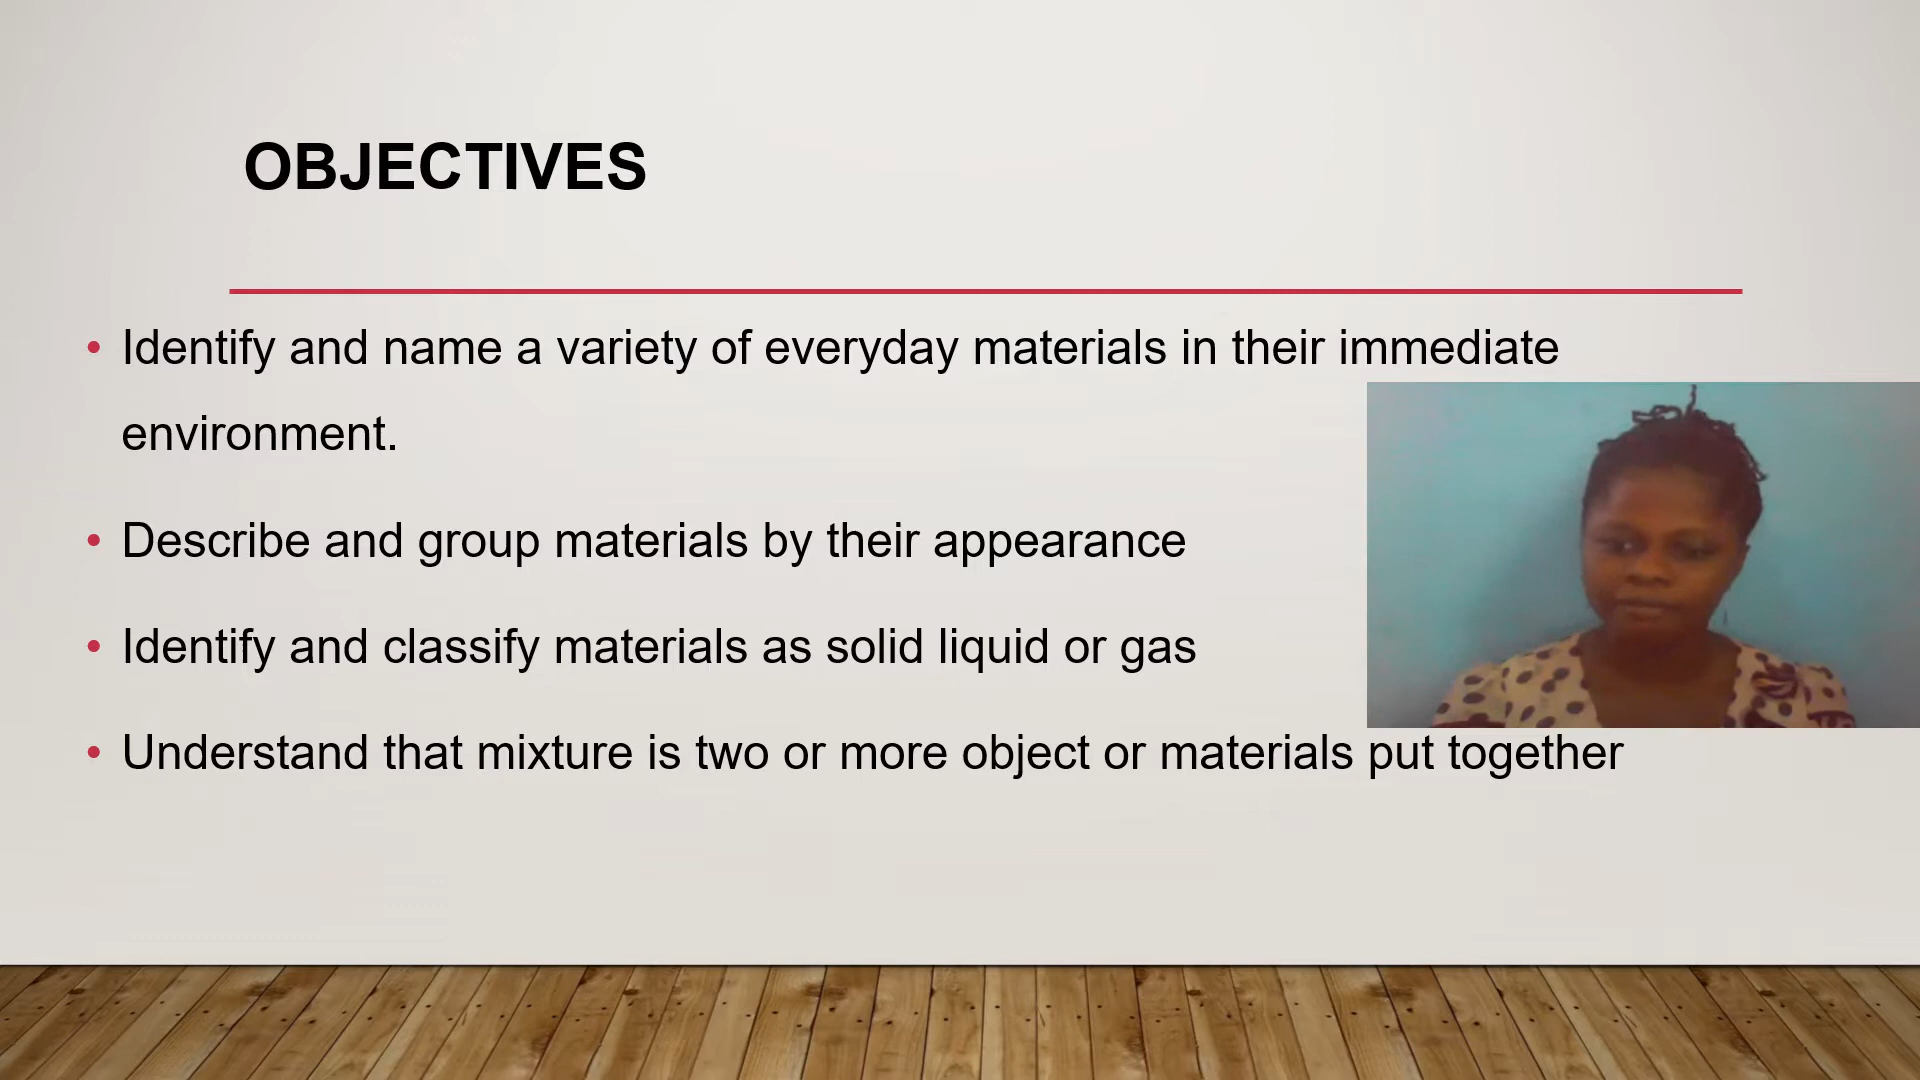 OBJECTIVES
• Identify and name a variety of everyday materials in their immediate
environment.
• Describe and group materials by their appearance
• Identify and classify materials as solid liquid or gas
• Understand that mixture is two or more object or materials put together